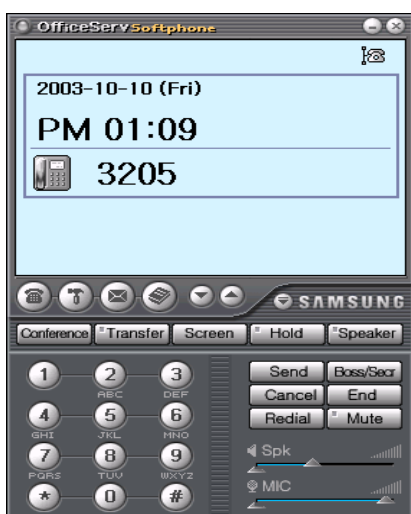 OfficeServ Softphone
2003-10-10 (Fri)
PM 01:09
3205
SAMSUNG
Conference Transfer Screen Hold Speaker
1 2 3
ABC DEF
4 5 6
GHI JKL MNO
7 8 9
PQRS TUV WXYZ
* 0 #
Send Boss/Secr
Cancel End
Redial Mute
Spk
MIC